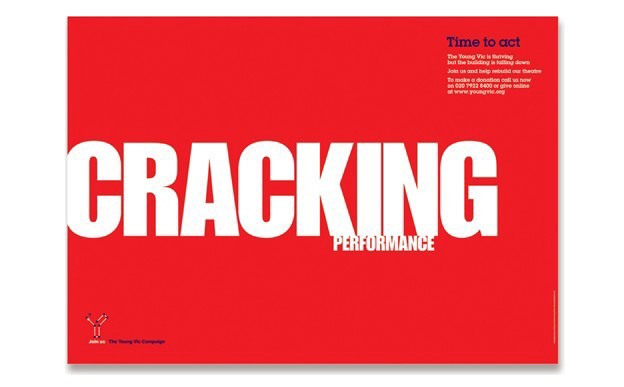 Time to act
The Young Vic is thriving
but the building is falling down
Join us and help rebuild our theatre
To make a donation call us now
on 020 7922 8400 or give online
at www.youngvic.org
CRACKING
PERFORMANCE
Join us The Young Vic Campaign